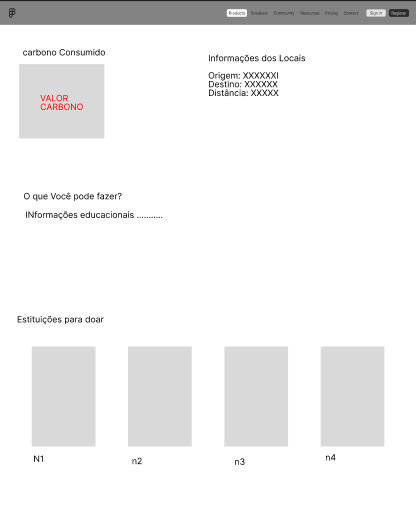 Products Solutions Community Resources Pricing Contact Sign in Register
carbono Consumido
VALOR
CARBONO
Informações dos Locais
Origem: XXXXXXI
Destino: XXXXXX
Distância: XXXXX
O que Você pode fazer?
INformações educacionais ...........
Estituições para doar
N1
n2
n3
n4